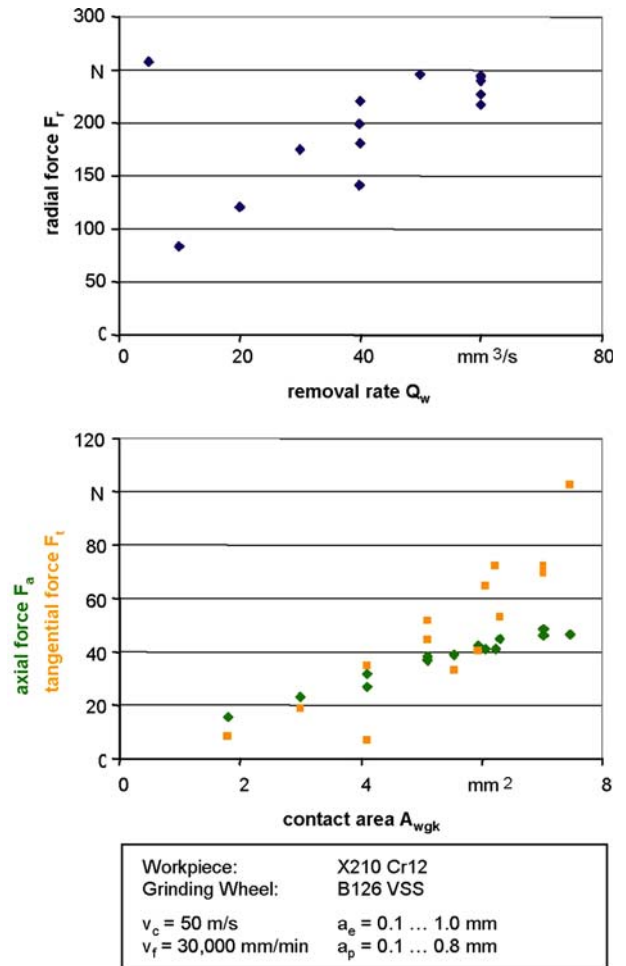 300
N
200
150
100
50
C
0 20 40 mm³/s 80
radial force Fr
removal rate Qw
120
N
80
60
40
20
C
0 2 4 mm² 8
axial force Fa
tangential force Ft
contact area Awgk
Workpiece: X210 Cr12
Grinding Wheel: B126 VSS
vc = 50 m/s ae = 0.1 ... 1.0 mm
vf = 30,000 mm/min ap = 0.1 ... 0.8 mm